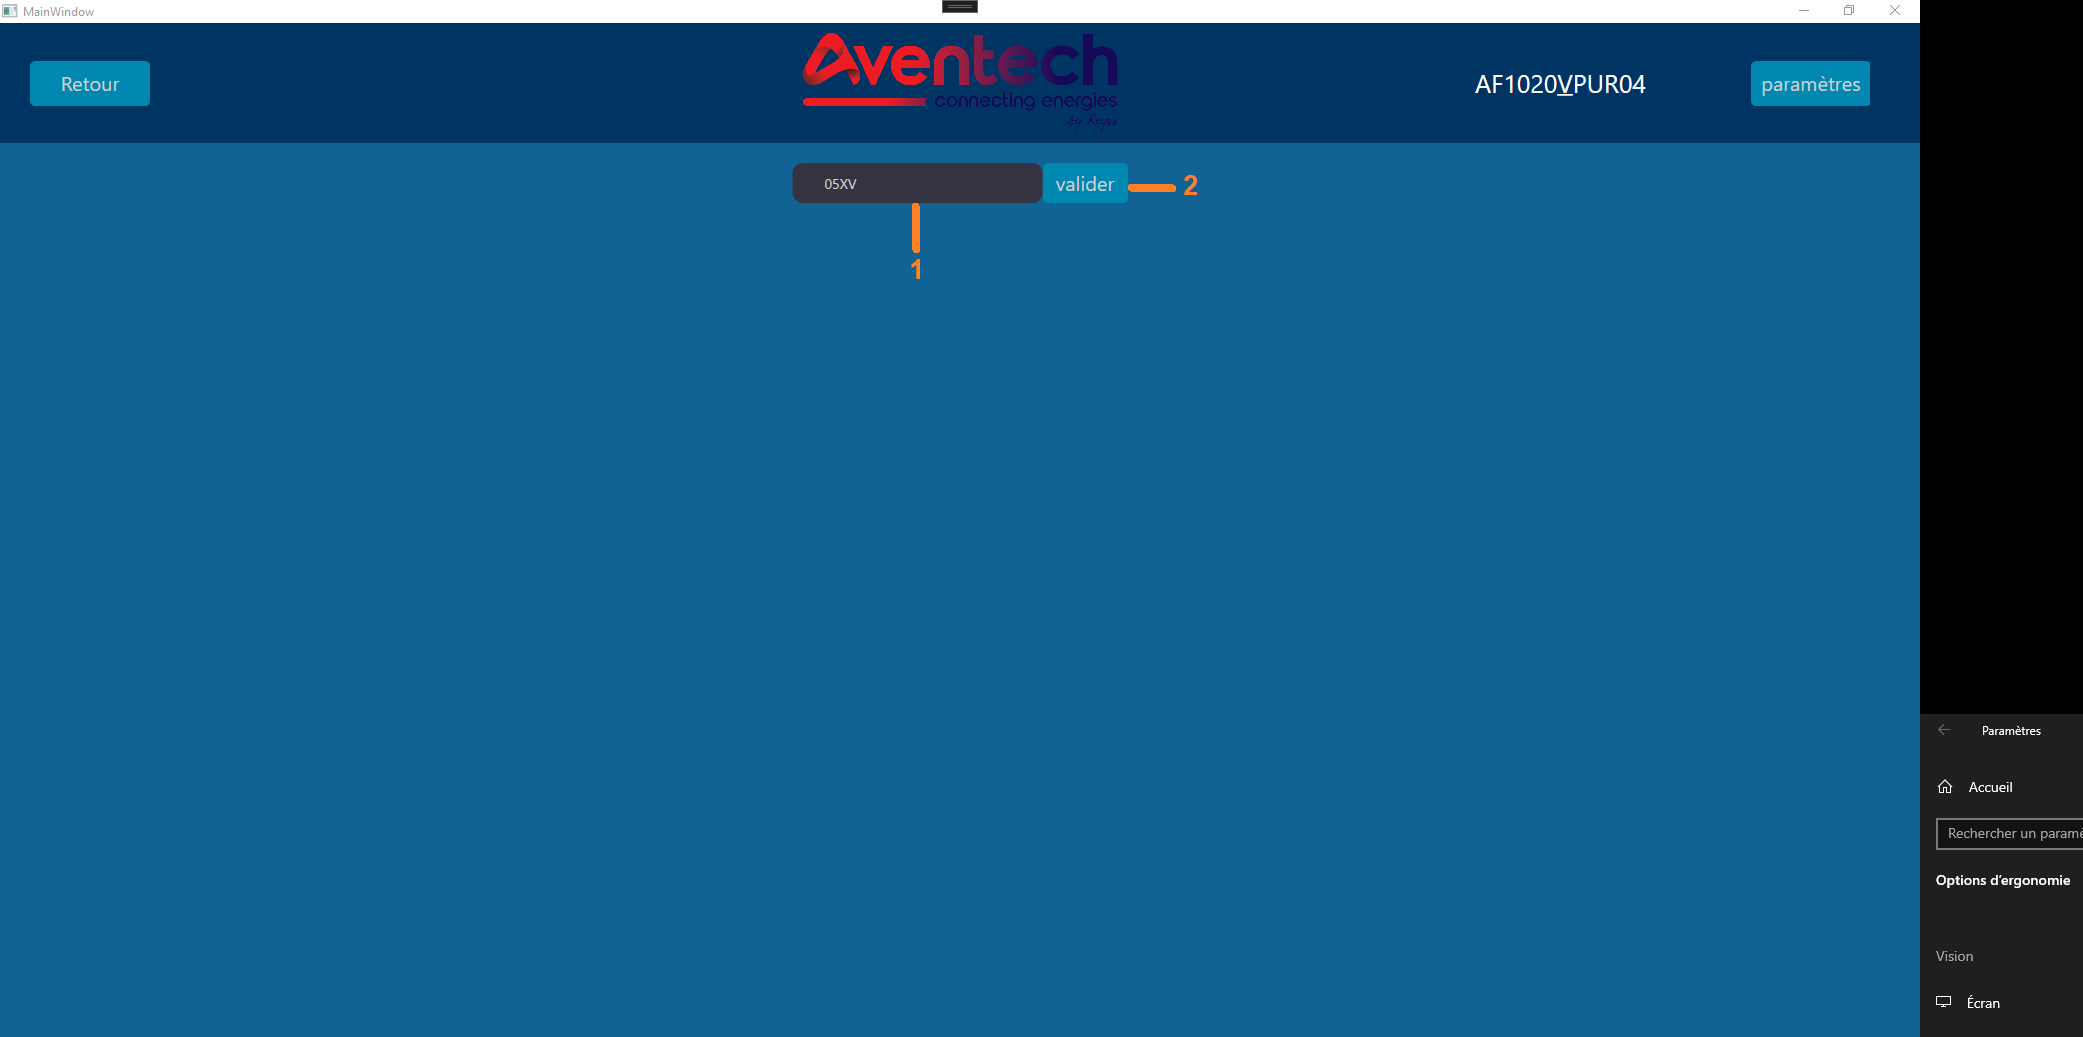 MainWindow
Retour
Aventech
connecting energies
by Reyes
AF1020VPUR04
paramètres
05XV
valider
2
1
Paramètres
Accueil
Rechercher un paramè
Options d'ergonomie
Vision
Écran